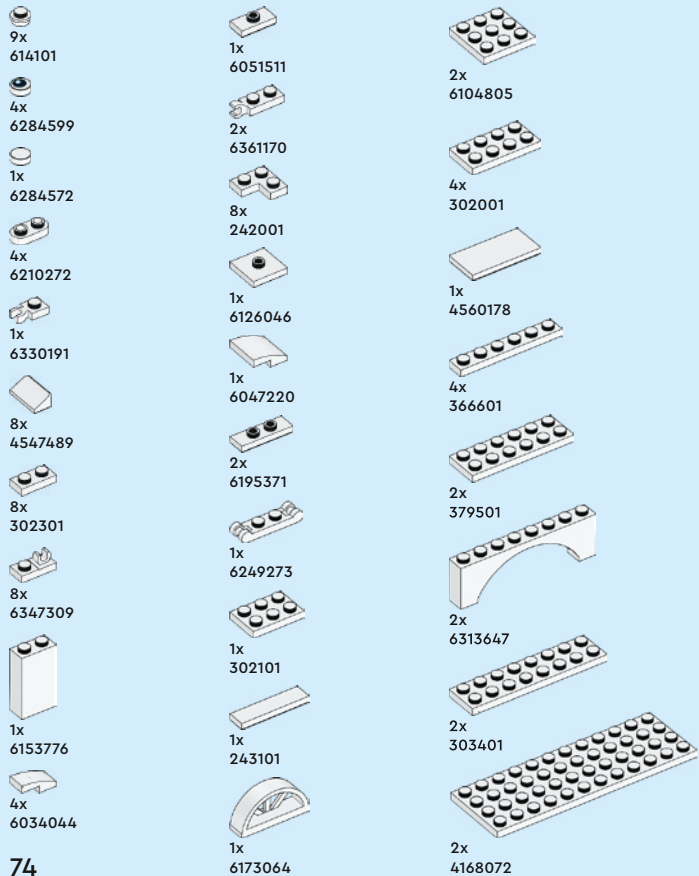 9x
614101
4x
6284599
1x
6284572
4x
6210272
1x
6330191
8x
4547489
8x
302301
8x
6347309
1x
6153776
4x
6034044
74
1x
6051511
2x
6361170
8x
242001
1x
6126046
1x
6047220
2x
6195371
1x
6249273
1x
302101
1x
243101
1x
6173064
2x
6104805
4x
302001
1x
4560178
4x
366601
2x
379501
2x
6313647
2x
303401
2x
4168072